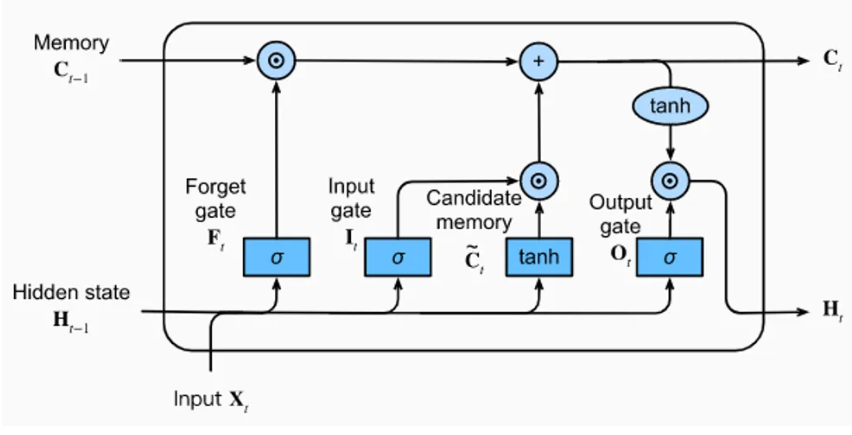 Memory
C_{t−1}
⊙
+
C_t
tanh
⊙
⊙
Forget
gate
F_t
Input
gate
I_t
Candidate
memory
C̃_t
Output
gate
O_t
σ
σ
tanh
σ
Hidden state
H_{t−1}
H_t
Input X_t